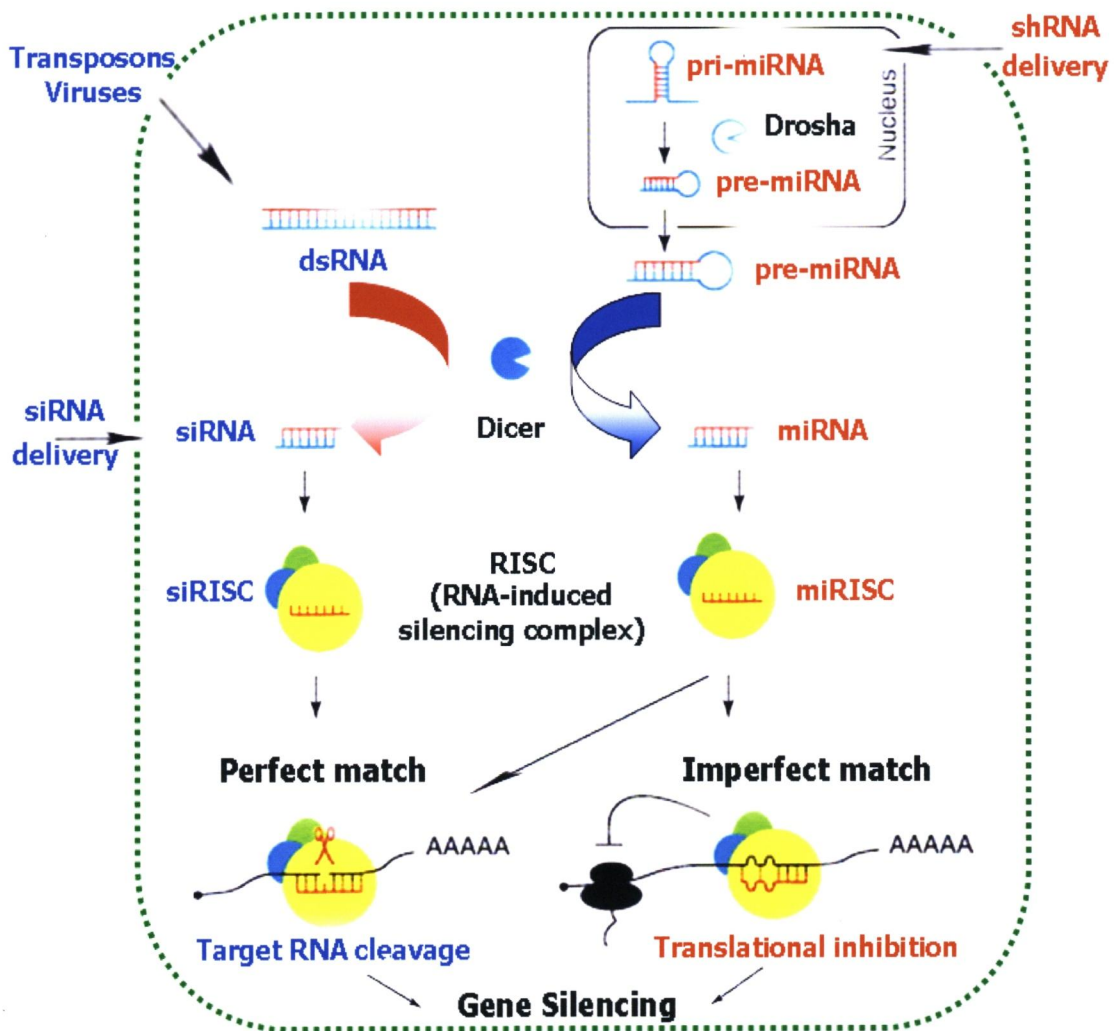 Transposons
Viruses
shRNA
delivery
pri-miRNA
Drosha
Nucleus
pre-miRNA
dsRNA
pre-miRNA
siRNA
delivery
siRNA
Dicer
miRNA
siRISC
RISC
(RNA-induced
silencing complex)
miRISC
Perfect match
Imperfect match
AAAAA
AAAAA
Target RNA cleavage
Translational inhibition
Gene Silencing